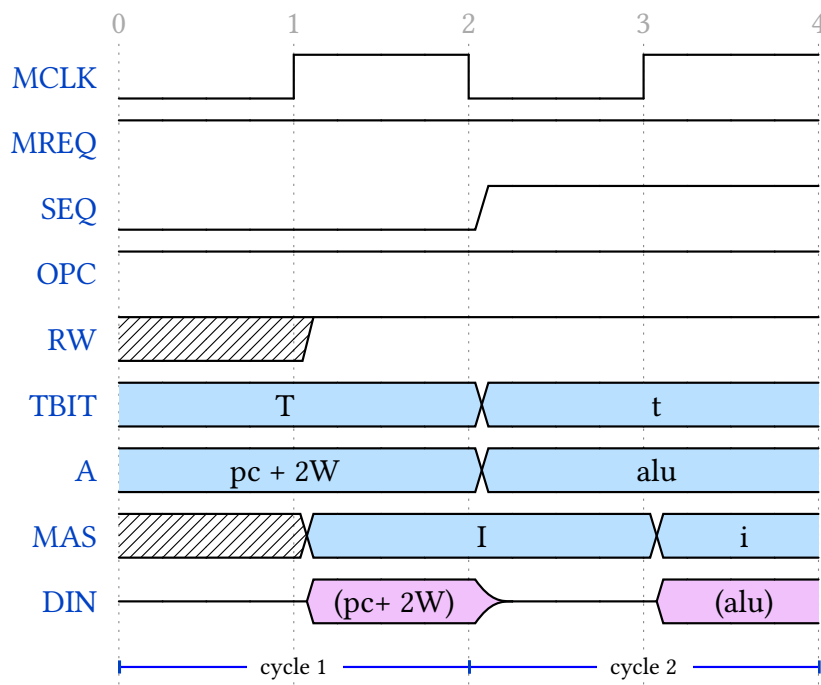 0 1 2 3 4
MCLK
MREQ
SEQ
OPC
RW
TBIT T t
A pc + 2W alu
MAS I i
DIN (pc+ 2W) (alu)
cycle 1 cycle 2